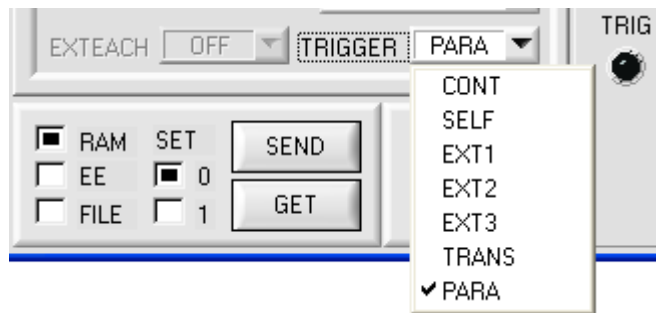 TRIG
EXTEACH OFF TRIGGER PARA
CONT
SELF
EXT1
EXT2
EXT3
TRANS
PARA
RAM SET SEND
EE 0
FILE 1 GET